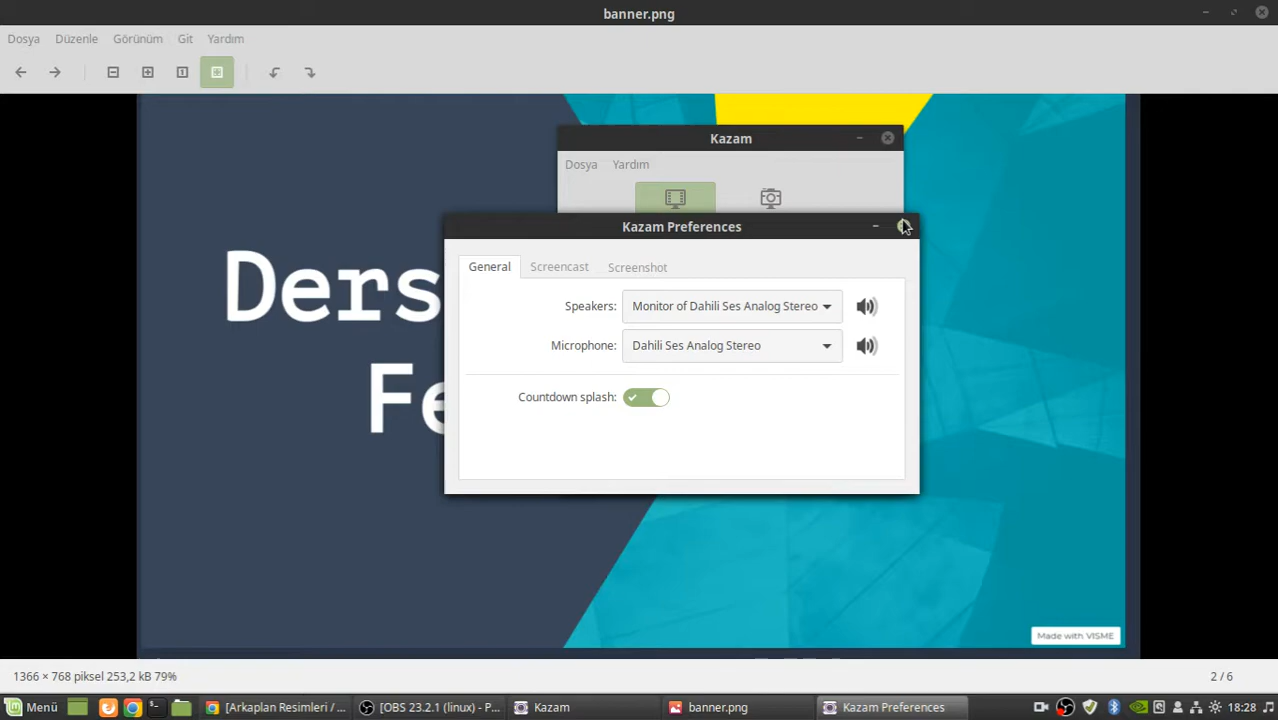 banner.png
Dosya Düzenle Görünüm Git Yardım
Kazam
Dosya Yardım
Kazam Preferences
General Screencast Screenshot
Ders
Speakers: Monitor of Dahili Ses Analog Stereo
Microphone: Dahili Ses Analog Stereo
Fe
Countdown splash:
Made with VISME
1366 × 768 piksel 253,2 kB 79% 2 / 6
Menü [Arkaplan Resimleri / ... [OBS 23.2.1 (linux) - P... Kazam banner.png Kazam Preferences 18:28